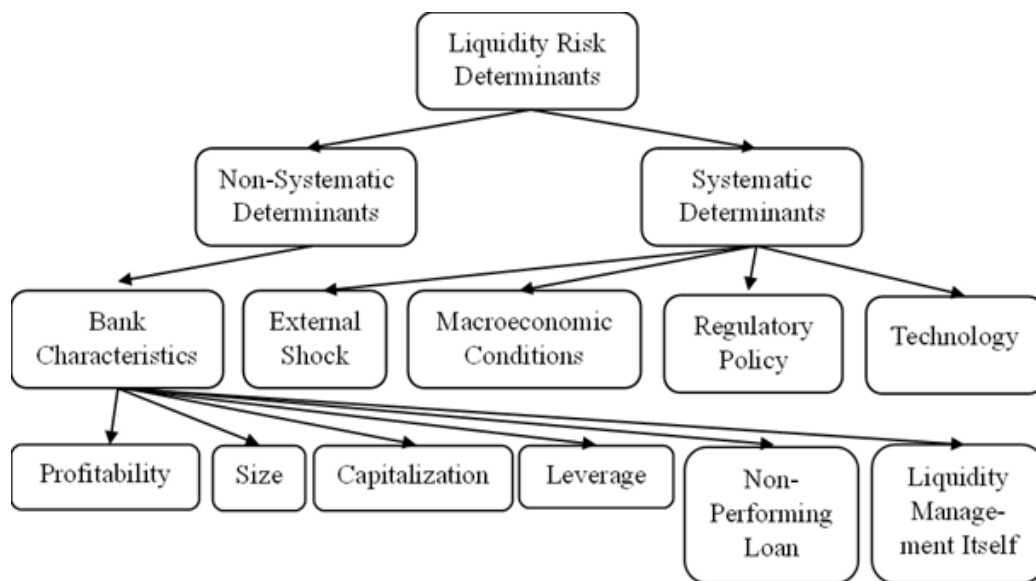 Liquidity Risk
Determinants
Non-Systematic
Determinants
Systematic
Determinants
Bank
Characteristics
External
Shock
Macroeconomic
Conditions
Regulatory
Policy
Technology
Profitability
Size
Capitalization
Leverage
Non-
Performing
Loan
Liquidity
Manage-
ment Itself